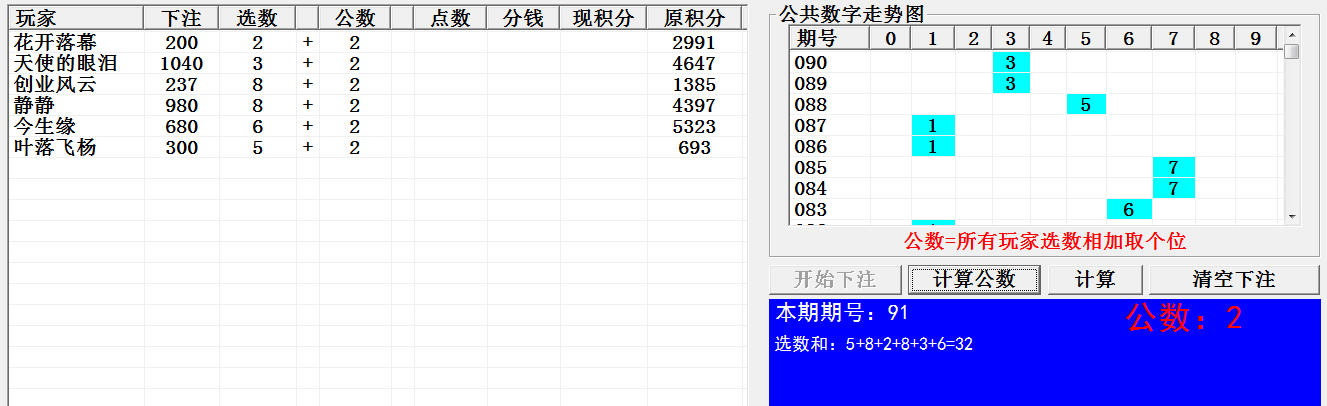 玩家 下注 选数 公数 点数 分钱 现积分 原积分
花开落幕 200 2 + 2 2991
天使的眼泪 1040 3 + 2 4647
创业风云 237 8 + 2 1385
静静 980 8 + 2 4397
今生缘 680 6 + 2 5323
叶落飞杨 300 5 + 2 693
公共数字走势图
期号 0 1 2 3 4 5 6 7 8 9
090 3
089 3
088 5
087 1
086 1
085 7
084 7
083 6
公数=所有玩家选数相加取个位
开始下注 计算公数 计算 清空下注
本期期号：91 公数：2
选数和：5+8+2+8+3+6=32